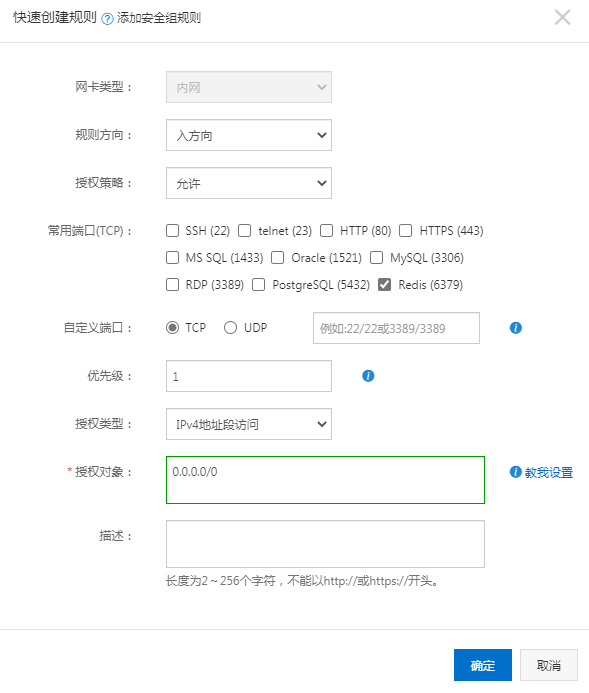 快速创建规则 ? 添加安全组规则
网卡类型： 内网
规则方向： 入方向
授权策略： 允许
常用端口(TCP)： SSH (22) telnet (23) HTTP (80) HTTPS (443)
MS SQL (1433) Oracle (1521) MySQL (3306)
RDP (3389) PostgreSQL (5432) Redis (6379)
自定义端口： TCP UDP 例如:22/22或3389/3389
优先级： 1
授权类型： IPv4地址段访问
* 授权对象： 0.0.0.0/0 教我设置
描述：
长度为2～256个字符，不能以http://或https://开头。
确定 取消